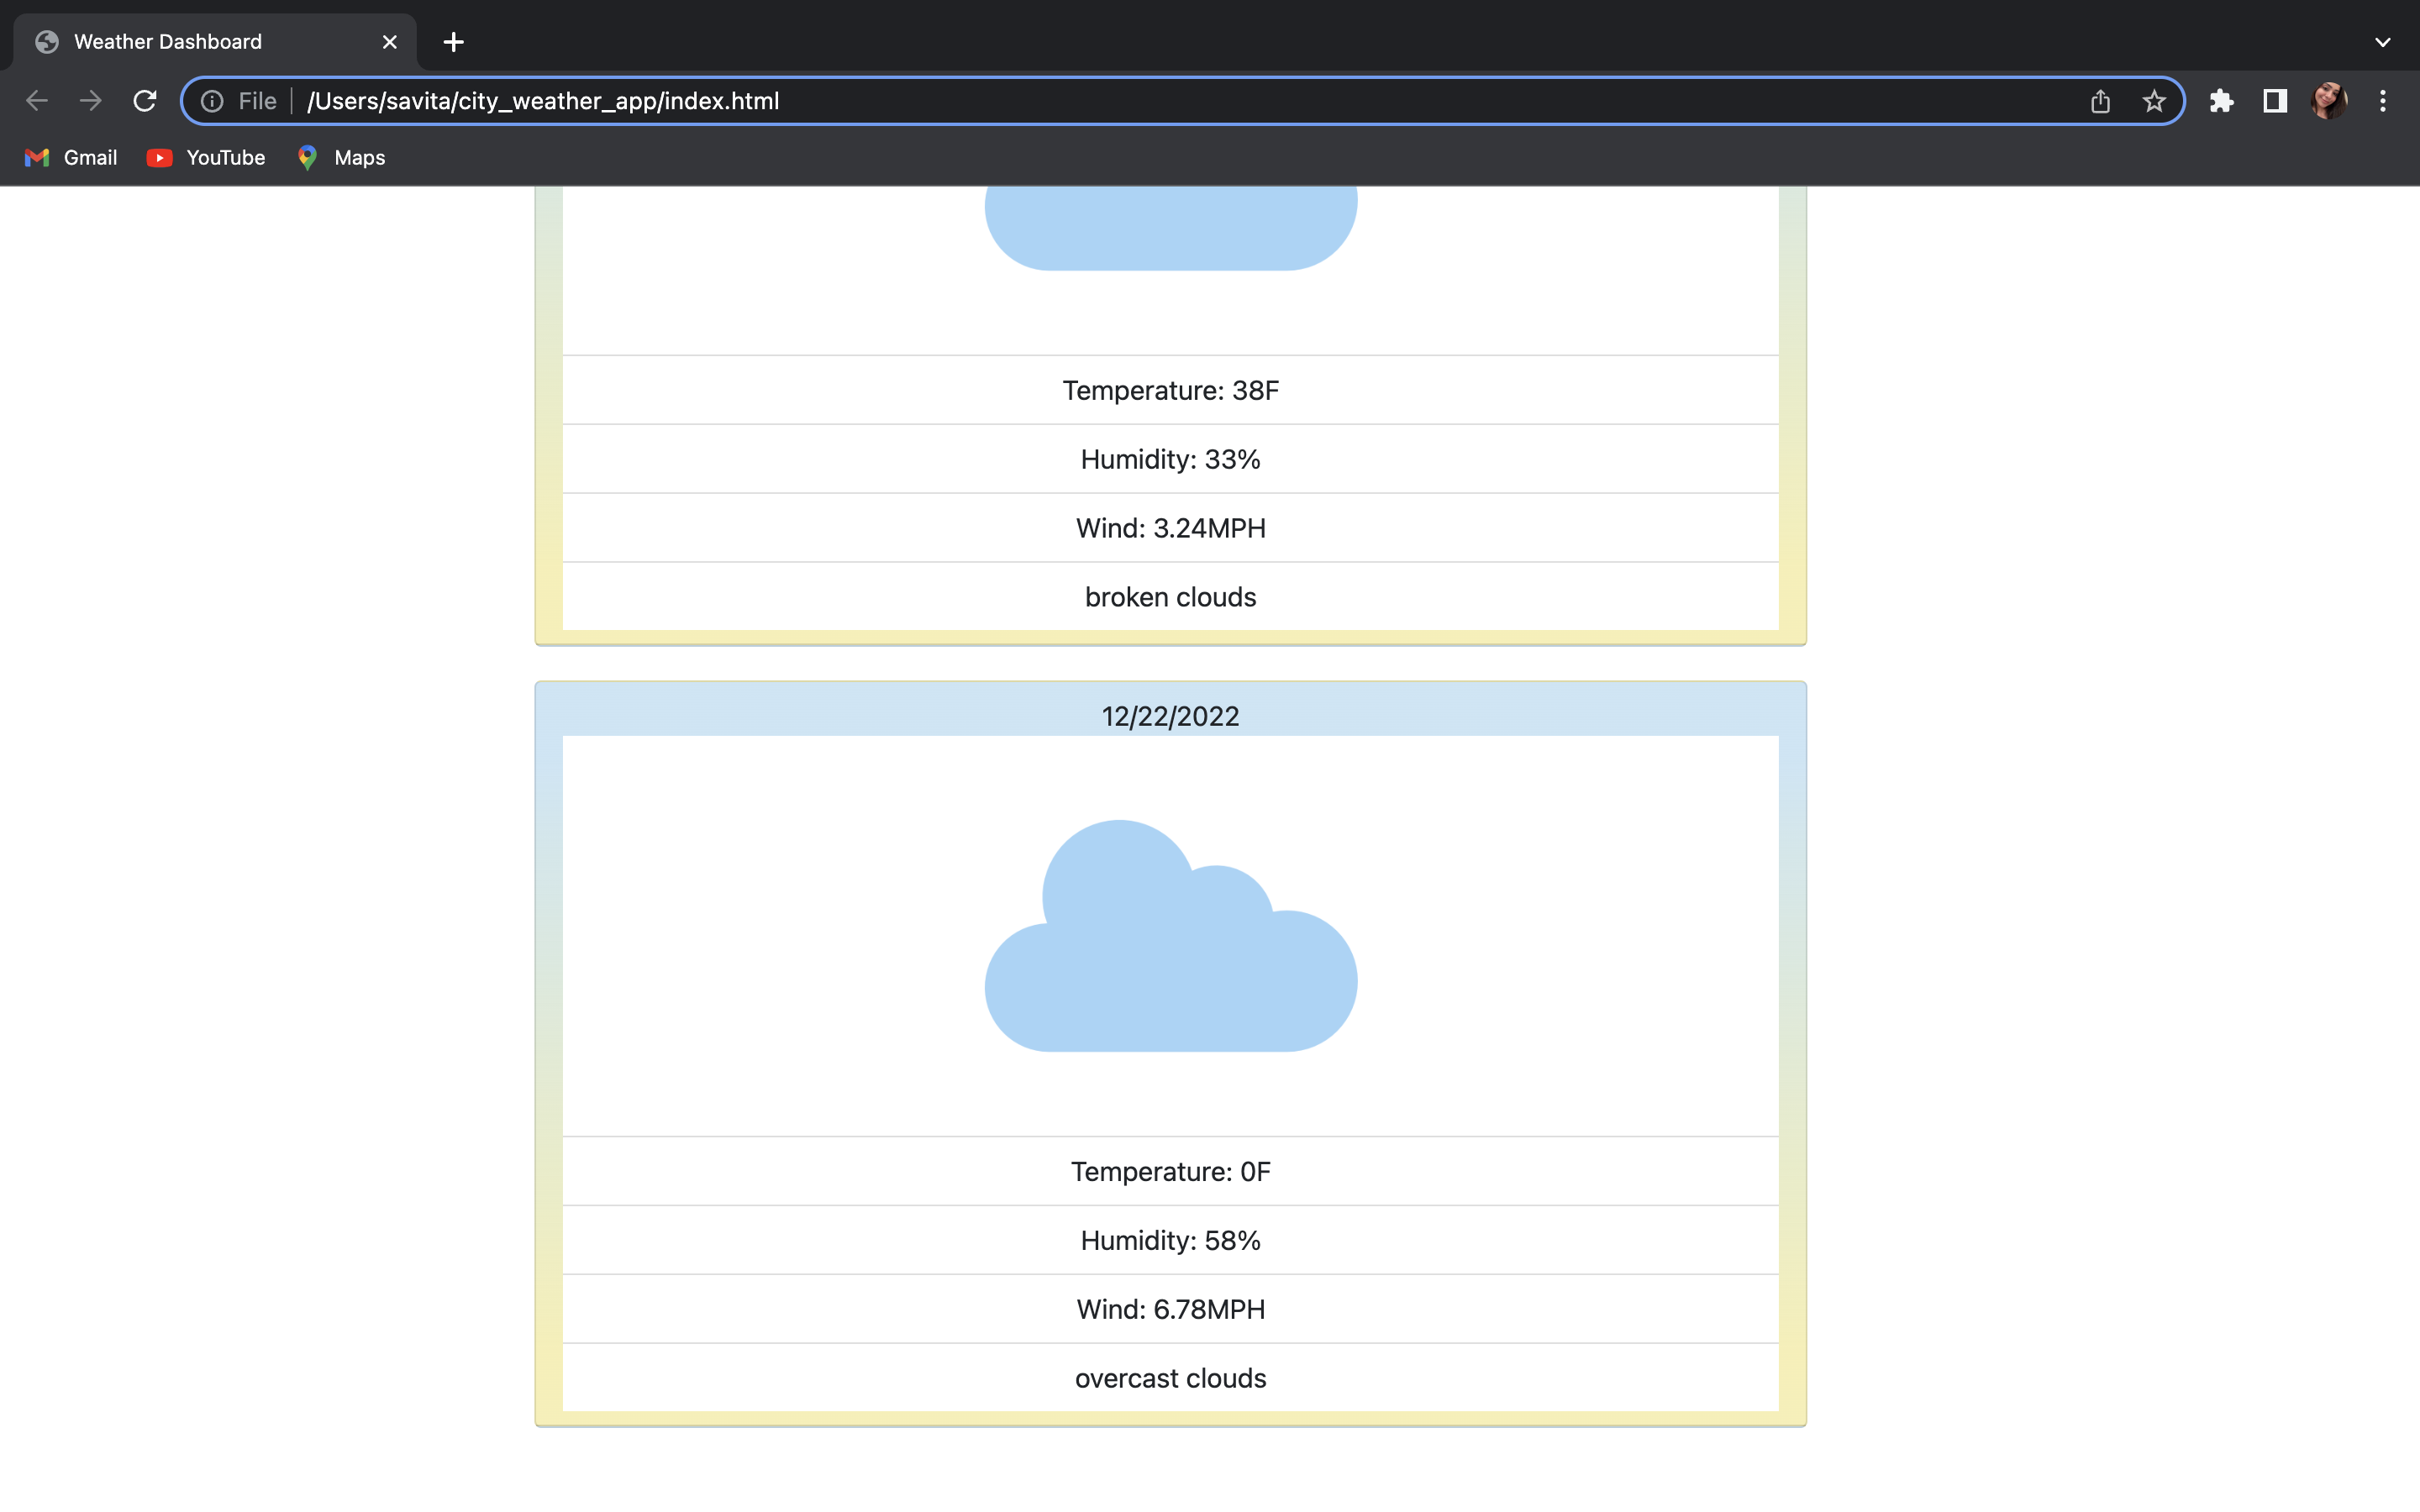 Weather Dashboard
File /Users/savita/city_weather_app/index.html
Gmail YouTube Maps
Temperature: 38F
Humidity: 33%
Wind: 3.24MPH
broken clouds
12/22/2022
Temperature: 0F
Humidity: 58%
Wind: 6.78MPH
overcast clouds